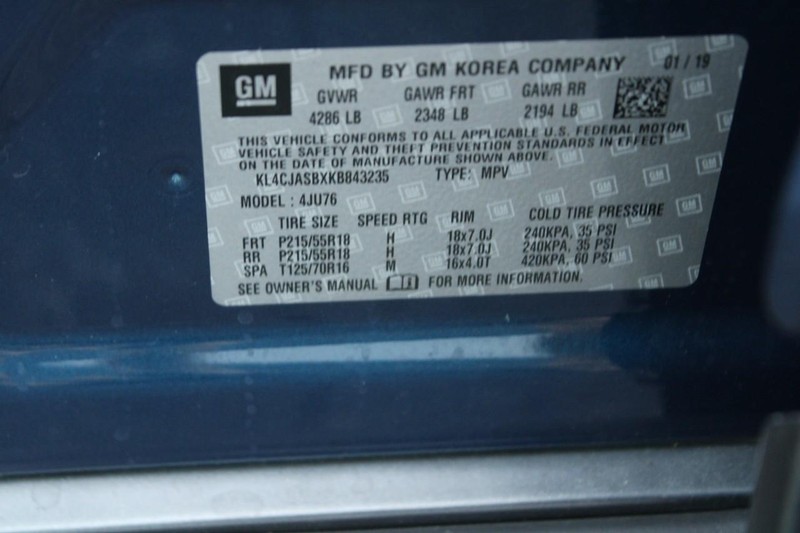 GM MFD BY GM KOREA COMPANY 01 / 19
GVWR GAWR FRT GAWR RR
4286 LB 2348 LB 2194 LB
THIS VEHICLE CONFORMS TO ALL APPLICABLE U.S. FEDERAL MOTOR
VEHICLE SAFETY AND THEFT PREVENTION STANDARDS IN EFFECT
ON THE DATE OF MANUFACTURE SHOWN ABOVE.
KL4CJASBXKB843235 TYPE: MPV
MODEL : 4JU76
TIRE SIZE SPEED RTG RIM COLD TIRE PRESSURE
FRT P215/55R18 H 18x7.0J 240KPA, 35 PSI
RR P215/55R18 H 18x7.0J 240KPA, 35 PSI
SPA T125/70R16 M 16x4.0T 420KPA, 60 PSI
SEE OWNER'S MANUAL FOR MORE INFORMATION.